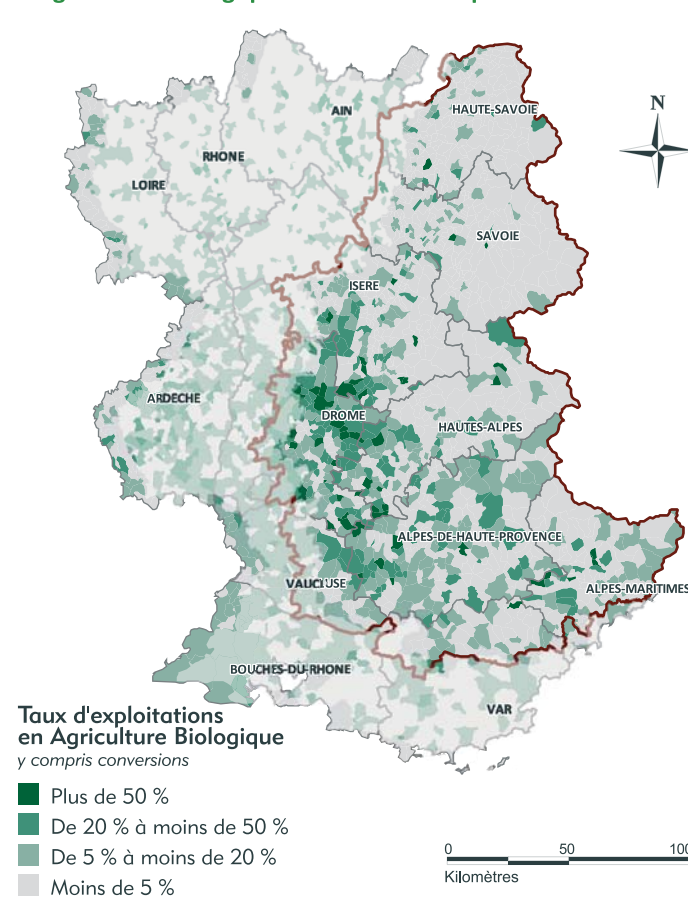 N
AIN
HAUTE-SAVOIE
RHONE
LOIRE
SAVOIE
ISERE
ARDECHE
DROME
HAUTES-ALPES
ALPES-DE-HAUTE-PROVENCE
VAUCLUSE
ALPES-MARITIMES
BOUCHES-DU-RHONE
VAR
Taux d'exploitations
en Agriculture Biologique
y compris conversions
Plus de 50 %
De 20 % à moins de 50 %
De 5 % à moins de 20 %
Moins de 5 %
0 50 100
Kilomètres